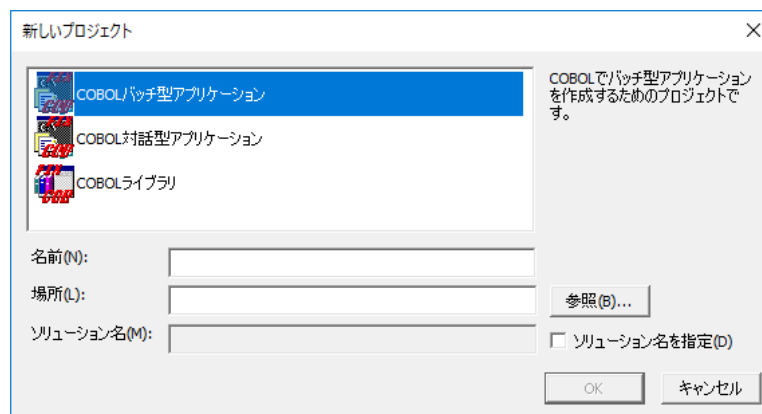 新しいプロジェクト
COBOLバッチ型アプリケーション
COBOL対話型アプリケーション
COBOLライブラリ
COBOLでバッチ型アプリケーション
を作成するためのプロジェクトで
す。
名前(N):
場所(L):
参照(B)...
ソリューション名(M):
ソリューション名を指定(D)
OK
キャンセル